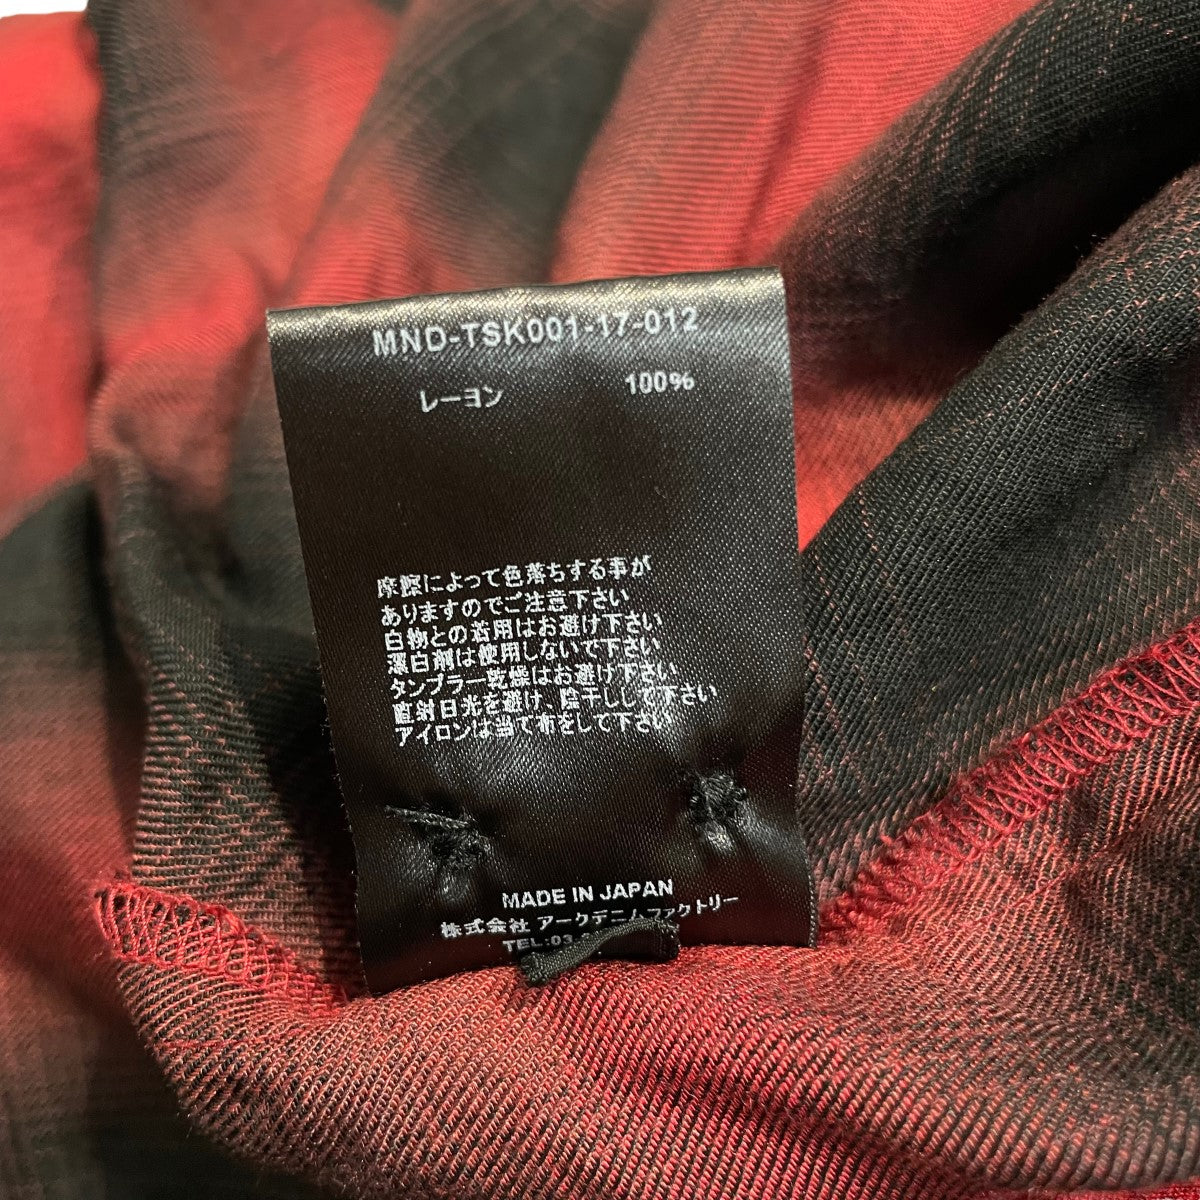 MND-TSK001-17-012
レーヨン 100%
摩擦によって色落ちする事が
ありますのでご注意下さい
白物との着用はお避け下さい
漂白剤は使用しないで下さい
タンブラー乾燥はお避け下さい
直射日光を避け、陰干しして下さい
アイロンは当て布をして下さい
MADE IN JAPAN
株式会社 アークデニムファクトリー
TEL:03